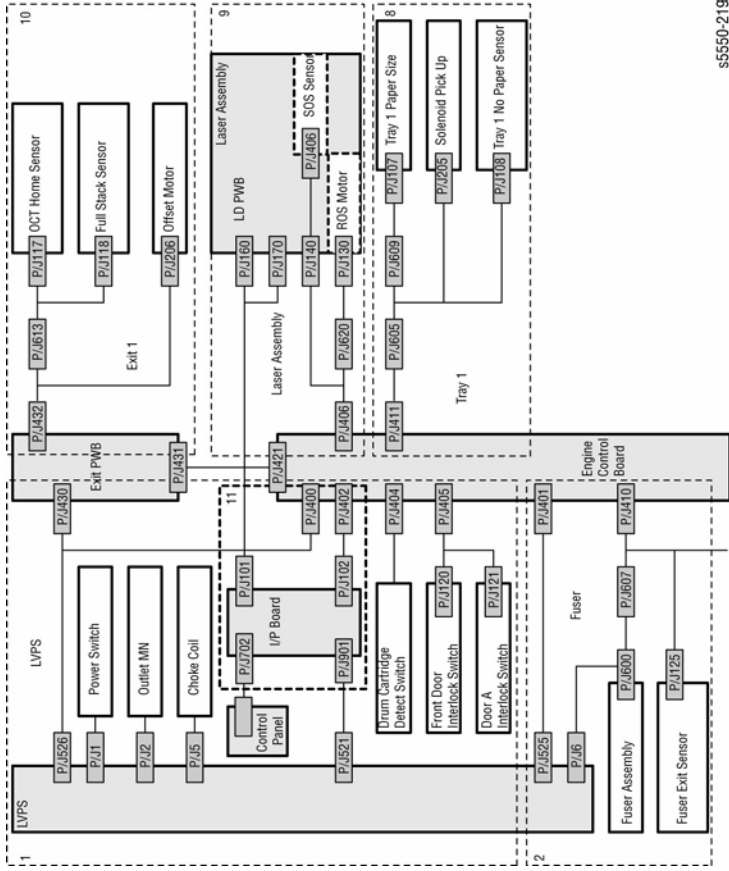 10
OCT Home Sensor
P/J117
Full Stack Sensor
P/J118
Offset Motor
P/J206
P/J613
Exit 1
P/J432
Exit PWB
P/J430
P/J431
9
Laser Assembly
SOS Sensor
P/J406
LD PWB
ROS Motor
P/J160
P/J170
P/J140
P/J130
Laser Assembly
P/J620
P/J421
P/J406
8
Tray 1 Paper Size
P/J107
Solenoid Pick Up
P/J205
Tray 1 No Paper Sensor
P/J108
P/J609
P/J605
Tray 1
P/J411
Engine
Control
Board
1
LVPS
LVPS
P/J526
Power Switch
P/J1
Outlet MN
P/J2
Choke Coil
P/J5
11
P/J400
P/J402
P/J101
P/J102
I/P Board
P/J702
P/J901
Control
Panel
P/J521
P/J404
Drum Cartridge
Detect Switch
P/J405
P/J120
Front Door
Interlock Switch
P/J121
Door A
Interlock Switch
2
P/J401
P/J410
P/J525
P/J6
Fuser
P/J607
P/J600
Fuser Assembly
P/J125
Fuser Exit Sensor
s5550-219